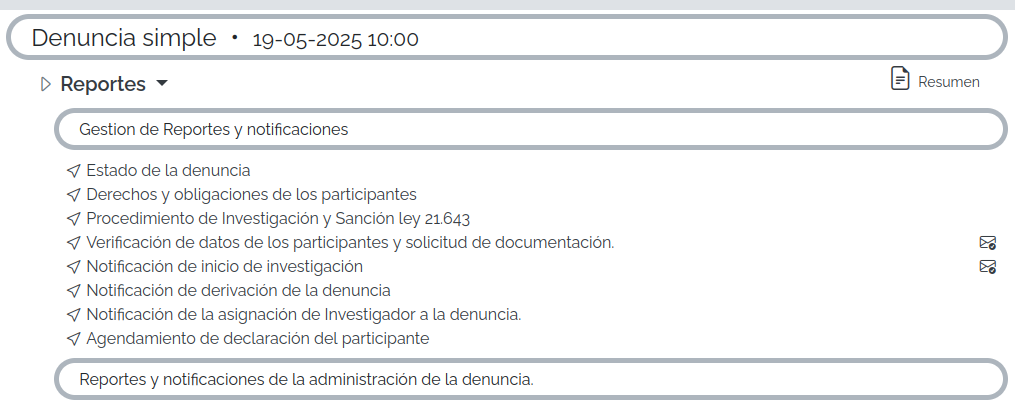 Denuncia simple • 19-05-2025 10:00
Reportes
Resumen
Gestion de Reportes y notificaciones
Estado de la denuncia
Derechos y obligaciones de los participantes
Procedimiento de Investigación y Sanción ley 21.643
Verificación de datos de los participantes y solicitud de documentación.
Notificación de inicio de investigación
Notificación de derivación de la denuncia
Notificación de la asignación de Investigador a la denuncia.
Agendamiento de declaración del participante
Reportes y notificaciones de la administración de la denuncia.